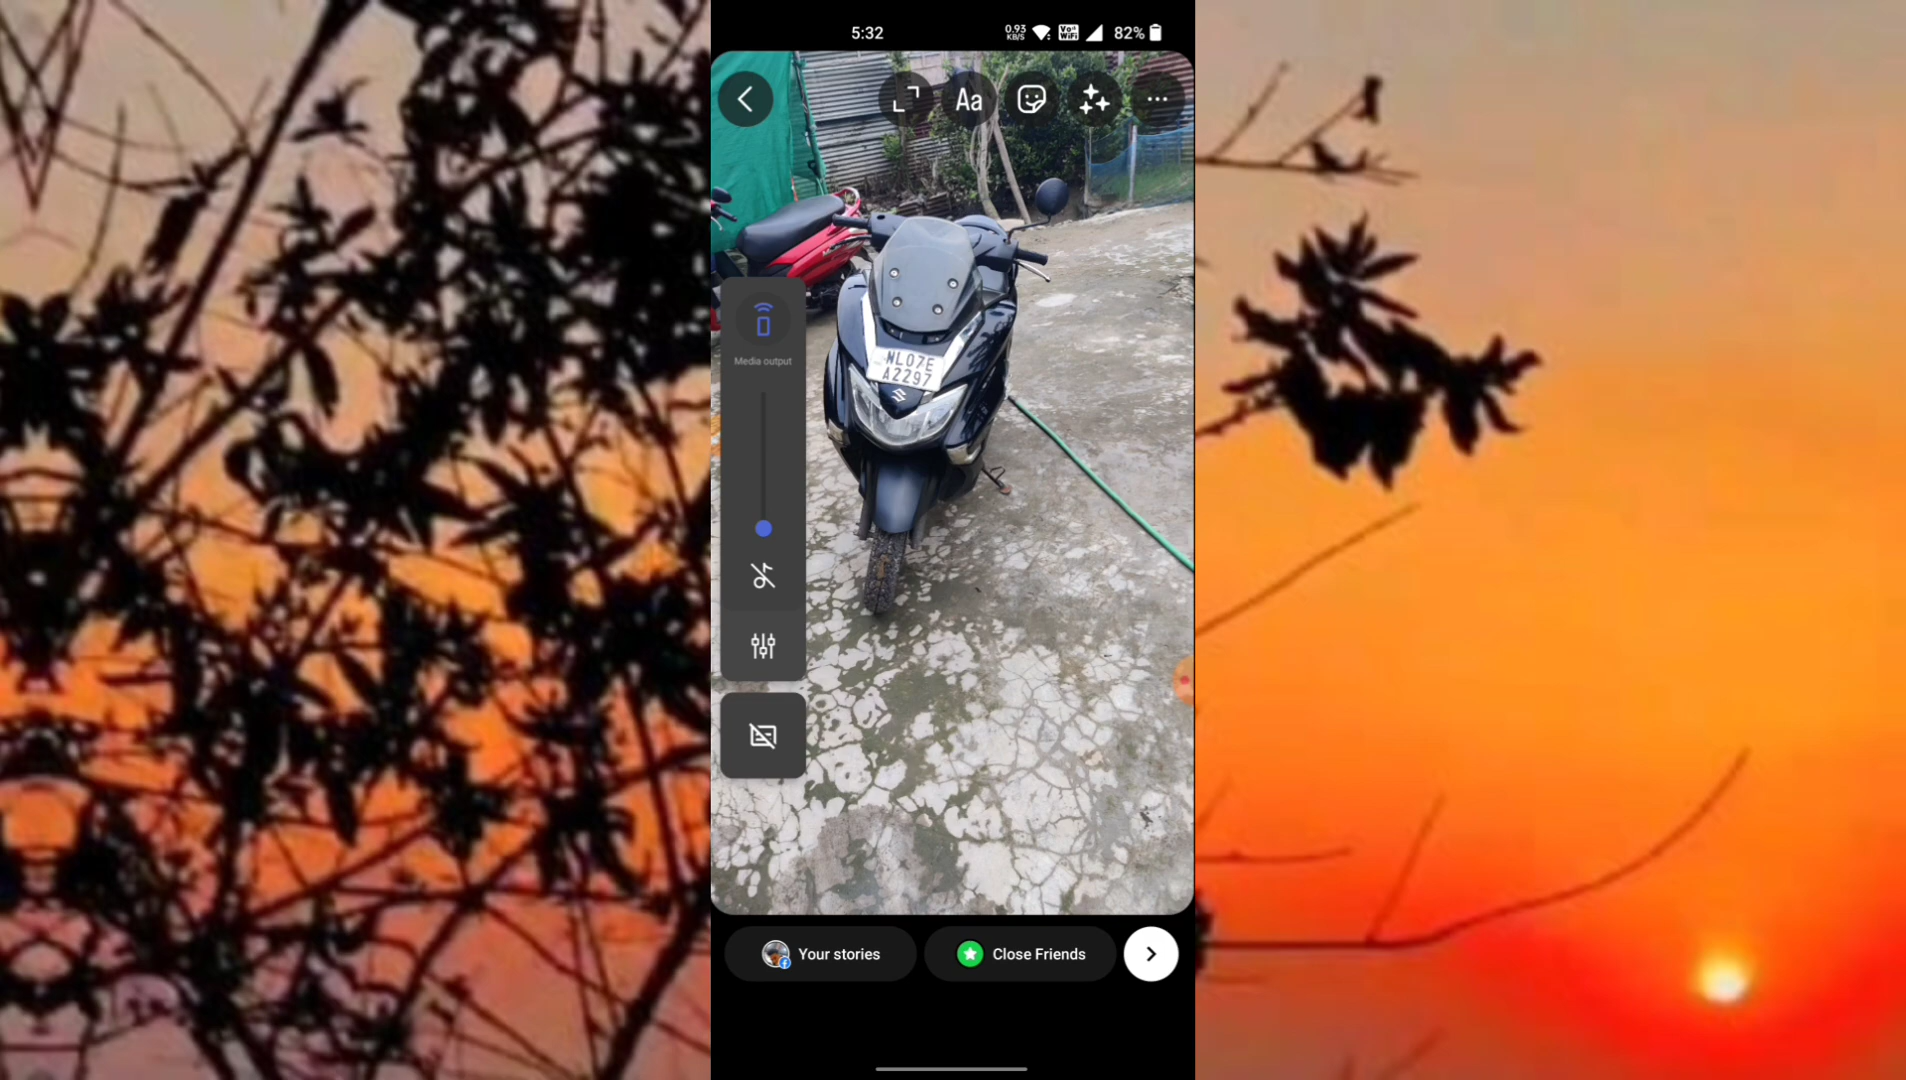 5:32
0.93
KB/S
Vo
WiFi
82%
Aa
Media output
NL07E
A2297
Your stories
Close Friends